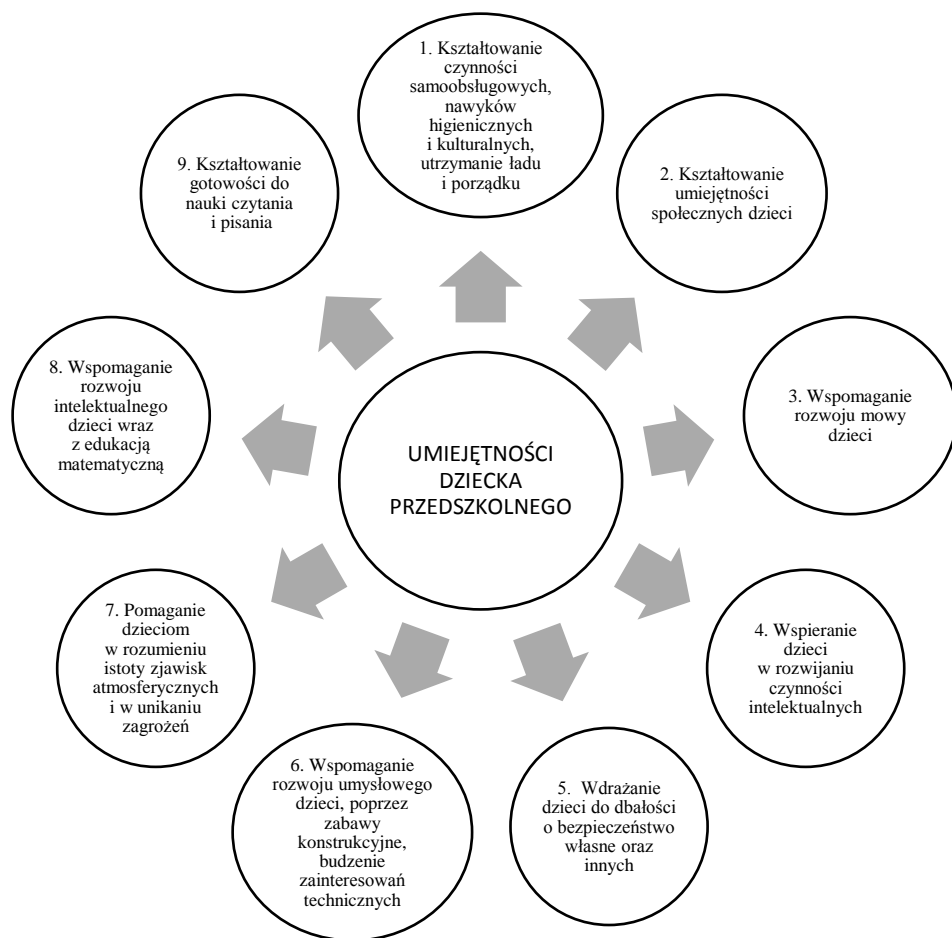 1. Kształtowanie
czynności
samoobsługowych,
nawyków
higienicznych
i kulturalnych,
utrzymanie ładu
i porządku
2. Kształtowanie
umiejętności
społecznych dzieci
3. Wspomaganie
rozwoju mowy
dzieci
4. Wspieranie
dzieci
w rozwijaniu
czynności
intelektualnych
5. Wdrażanie
dzieci do dbałości
o bezpieczeństwo
własne oraz
innych
6. Wspomaganie
rozwoju umysłowego
dzieci, poprzez
zabawy
konstrukcyjne,
budzenie
zainteresowań
technicznych
7. Pomaganie
dzieciom
w rozumieniu
istoty zjawisk
atmosferycznych
i w unikaniu
zagrożeń
8. Wspomaganie
rozwoju
intelektualnego
dzieci wraz
z edukacją
matematyczną
9. Kształtowanie
gotowości do
nauki czytania
i pisania
UMIEJĘTNOŚCI
DZIECKA
PRZEDSZKOLNEGO